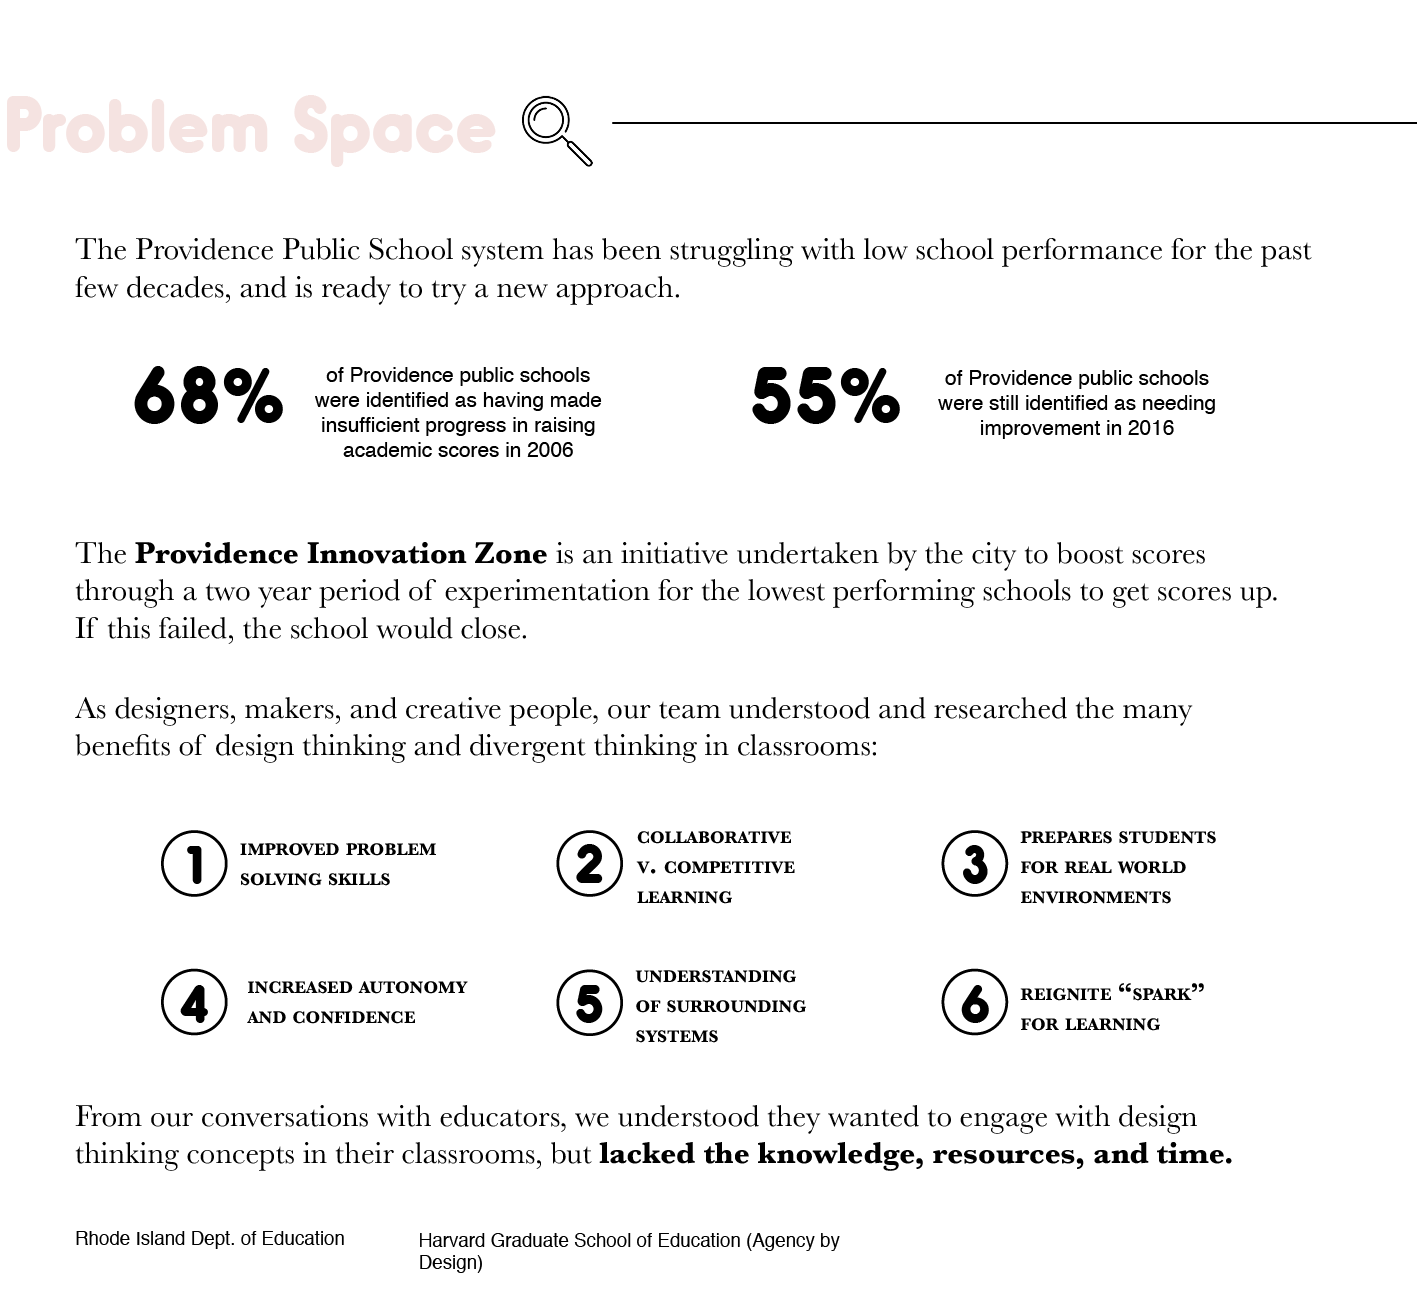 Problem Space
The Providence Public School system has been struggling with low school performance for the past
few decades, and is ready to try a new approach.
68%
of Providence public schools
were identified as having made
insufficient progress in raising
academic scores in 2006
55%
of Providence public schools
were still identified as needing
improvement in 2016
The Providence Innovation Zone is an initiative undertaken by the city to boost scores
through a two year period of experimentation for the lowest performing schools to get scores up.
If this failed, the school would close.
As designers, makers, and creative people, our team understood and researched the many
benefits of design thinking and divergent thinking in classrooms:
1
IMPROVED PROBLEM
SOLVING SKILLS
2
COLLABORATIVE
V. COMPETITIVE
LEARNING
3
PREPARES STUDENTS
FOR REAL WORLD
ENVIRONMENTS
4
INCREASED AUTONOMY
AND CONFIDENCE
5
UNDERSTANDING
OF SURROUNDING
SYSTEMS
6
REIGNITE “SPARK”
FOR LEARNING
From our conversations with educators, we understood they wanted to engage with design
thinking concepts in their classrooms, but lacked the knowledge, resources, and time.
Rhode Island Dept. of Education
Harvard Graduate School of Education (Agency by
Design)